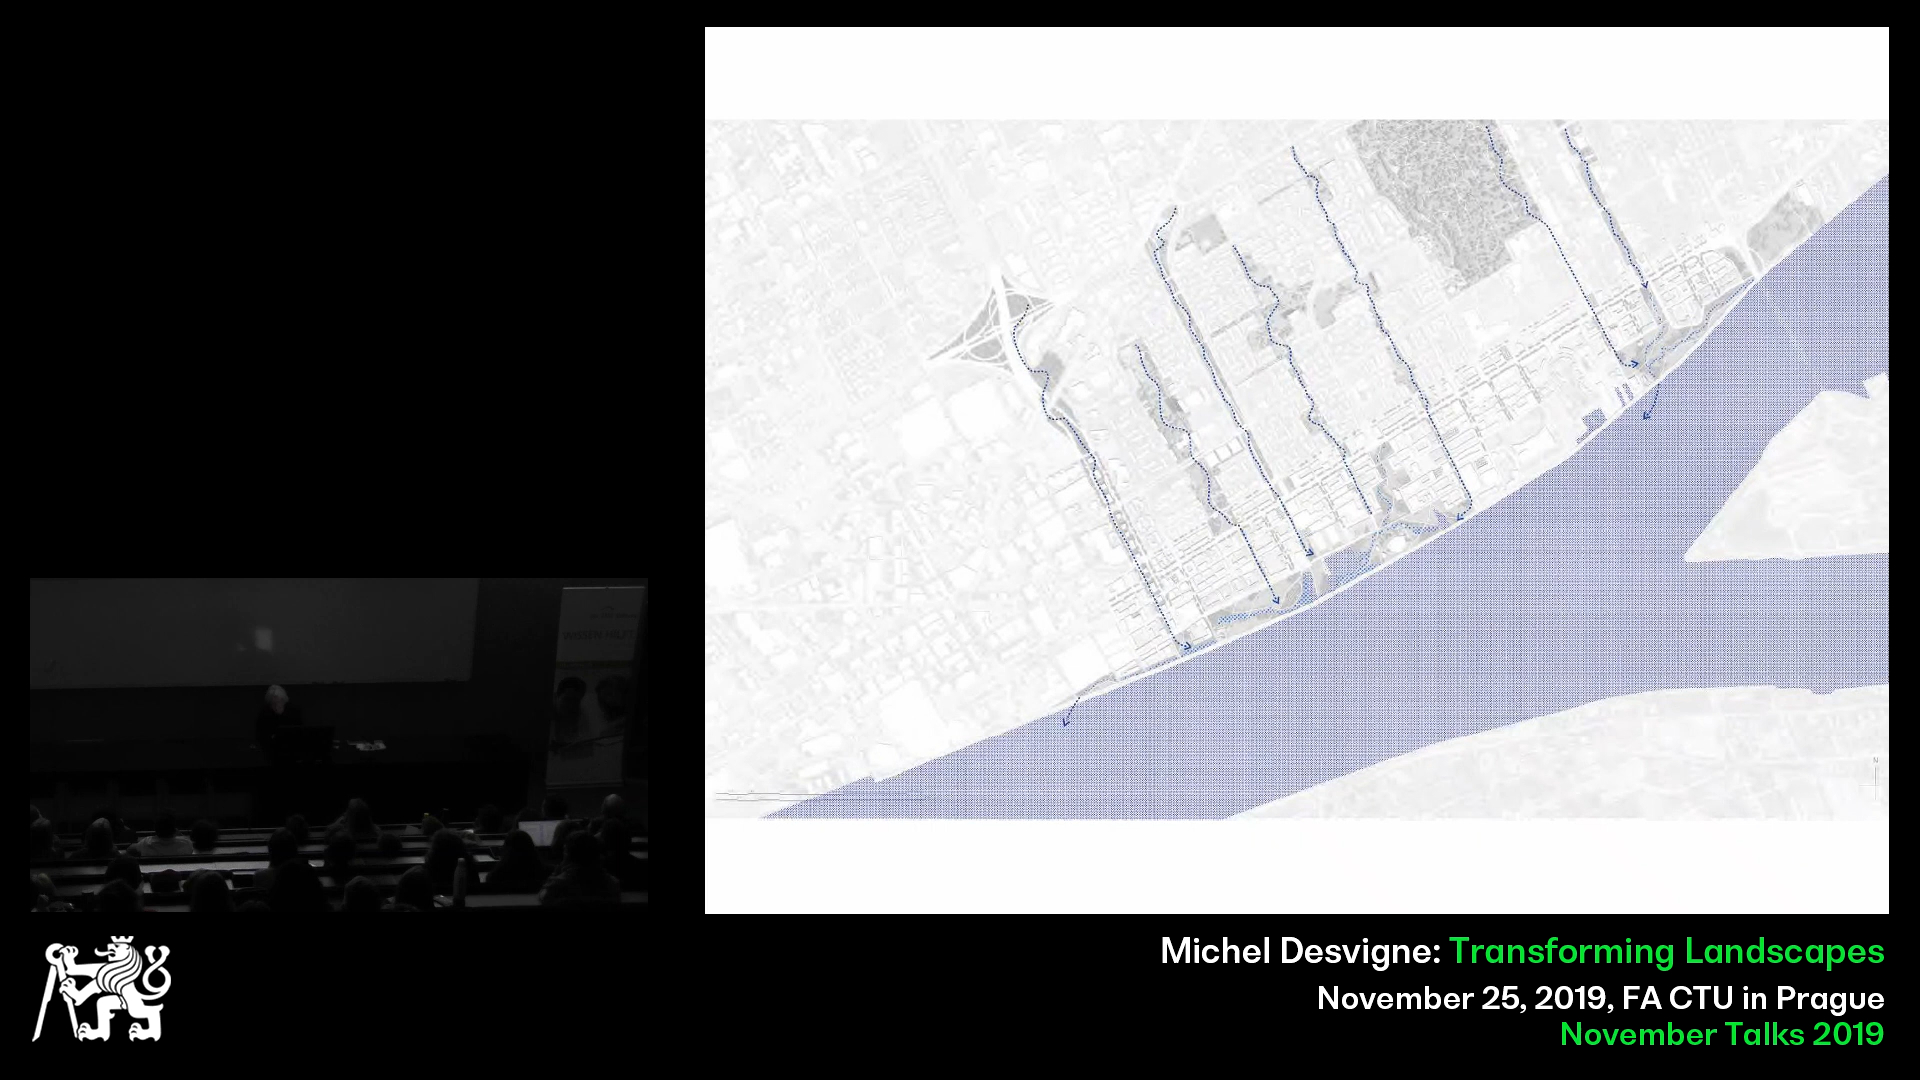 Michel Desvigne: Transforming Landscapes
November 25, 2019, FA CTU in Prague
November Talks 2019
N